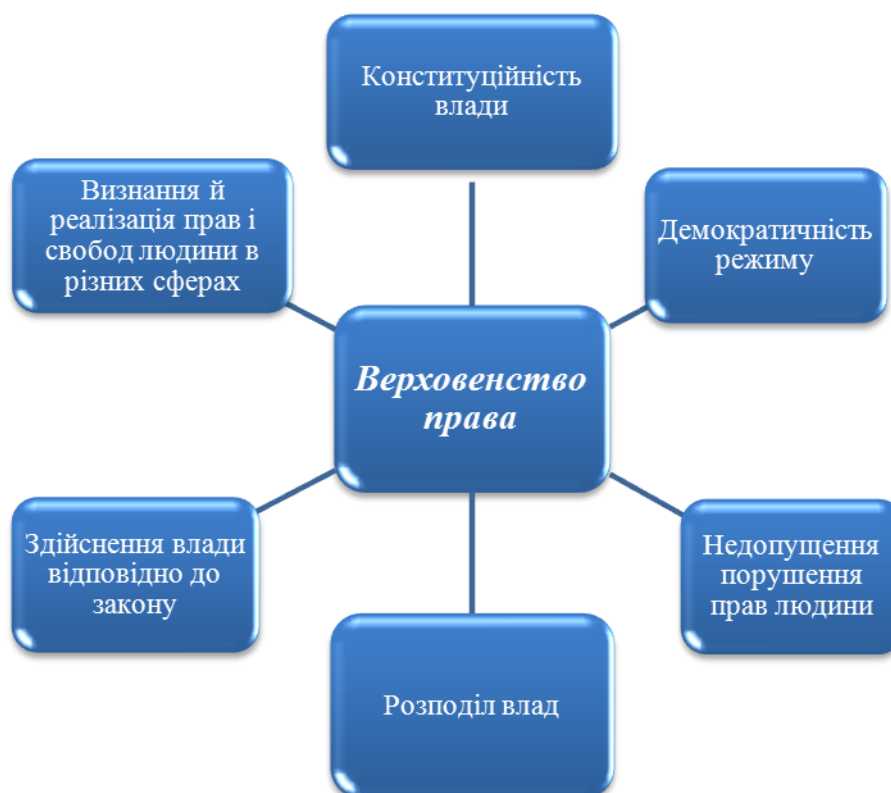 Конституційність
влади
Визнання й
реалізація прав і
свобод людини в
різних сферах
Демократичність
режиму
Верховенство
права
Здійснення влади
відповідно до
закону
Недопущення
порушення
прав людини
Розподіл влад